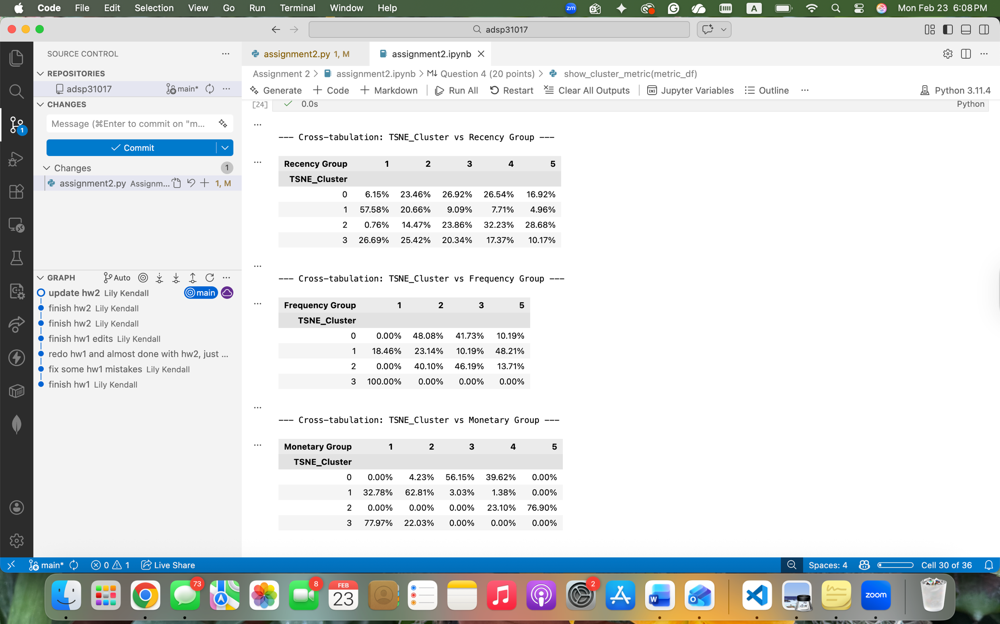 Code File Edit Selection View Go Run Terminal Window Help zm A Mon Feb 23 6:08 PM
adsp31017
SOURCE CONTROL
REPOSITORIES
adsp31017 main*
CHANGES
Message (⌘Enter to commit on "m...
Commit
Changes 1
assignment2.py Assignm... 1, M
1
GRAPH Auto
update hw2 Lily Kendall main
finish hw2 Lily Kendall
finish hw2 Lily Kendall
finish hw1 edits Lily Kendall
redo hw1 and almost done with hw2, just ...
fix some hw1 mistakes Lily Kendall
finish hw1 Lily Kendall
assignment2.py 1, M assignment2.ipynb
Assignment 2 > assignment2.ipynb > M↓ Question 4 (20 points) > show_cluster_metric(metric_df)
Generate + Code + Markdown Run All Restart Clear All Outputs Jupyter Variables Outline ... Python 3.11.4
[24] 0.0s Python
--- Cross-tabulation: TSNE_Cluster vs Recency Group ---
Recency Group 1 2 3 4 5
TSNE_Cluster
0 6.15% 23.46% 26.92% 26.54% 16.92%
1 57.58% 20.66% 9.09% 7.71% 4.96%
2 0.76% 14.47% 23.86% 32.23% 28.68%
3 26.69% 25.42% 20.34% 17.37% 10.17%
--- Cross-tabulation: TSNE_Cluster vs Frequency Group ---
Frequency Group 1 2 3 5
TSNE_Cluster
0 0.00% 48.08% 41.73% 10.19%
1 18.46% 23.14% 10.19% 48.21%
2 0.00% 40.10% 46.19% 13.71%
3 100.00% 0.00% 0.00% 0.00%
--- Cross-tabulation: TSNE_Cluster vs Monetary Group ---
Monetary Group 1 2 3 4 5
TSNE_Cluster
0 0.00% 4.23% 56.15% 39.62% 0.00%
1 32.78% 62.81% 3.03% 1.38% 0.00%
2 0.00% 0.00% 0.00% 23.10% 76.90%
3 77.97% 22.03% 0.00% 0.00% 0.00%
main* 0 1 Live Share Spaces: 4 Cell 30 of 36
73 8 FEB 23 2 W O zoom